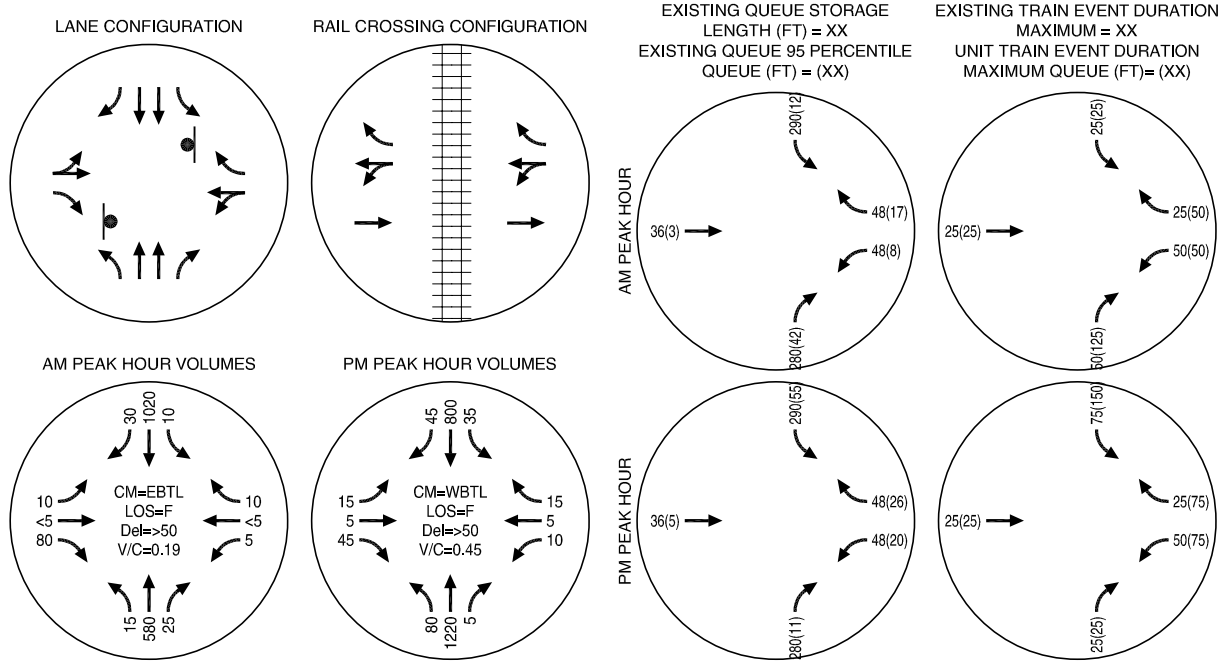 LANE CONFIGURATION
RAIL CROSSING CONFIGURATION
EXISTING QUEUE STORAGE
LENGTH (FT) = XX
EXISTING QUEUE 95 PERCENTILE
QUEUE (FT) = (XX)
EXISTING TRAIN EVENT DURATION
MAXIMUM = XX
UNIT TRAIN EVENT DURATION
MAXIMUM QUEUE (FT)= (XX)
AM PEAK HOUR
290(12)
48(17)
36(3)
48(8)
280(42)
25(25)
25(50)
25(25)
50(50)
50(125)
AM PEAK HOUR VOLUMES
30
1020
10
10
<5
80
CM=EBTL
LOS=F
Del=>50
V/C=0.19
10
<5
5
15
580
25
PM PEAK HOUR VOLUMES
45
800
35
15
5
45
CM=WBTL
LOS=F
Del=>50
V/C=0.45
15
5
10
80
1220
5
PM PEAK HOUR
290(55)
48(26)
36(5)
48(20)
280(11)
75(150)
25(75)
25(25)
50(75)
25(25)